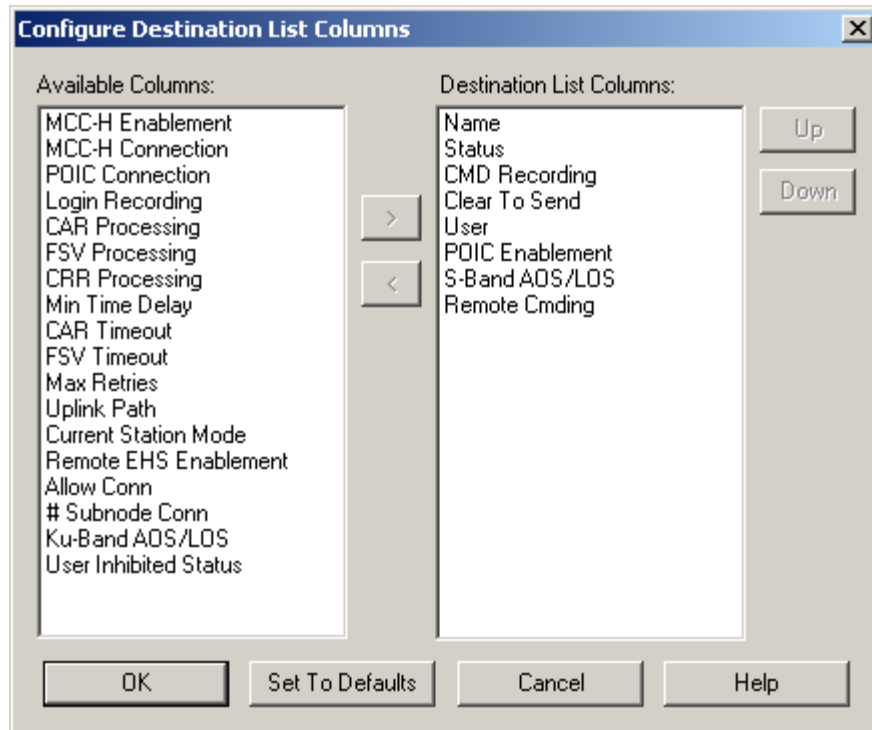 Configure Destination List Columns
Available Columns:
MCC-H Enablement
MCC-H Connection
POIC Connection
Login Recording
CAR Processing
FSV Processing
CRR Processing
Min Time Delay
CAR Timeout
FSV Timeout
Max Retries
Uplink Path
Current Station Mode
Remote EHS Enablement
Allow Conn
# Subnode Conn
Ku-Band AOS/LOS
User Inhibited Status
>
<
Destination List Columns:
Name
Status
CMD Recording
Clear To Send
User
POIC Enablement
S-Band AOS/LOS
Remote Cmding
Up
Down
OK
Set To Defaults
Cancel
Help